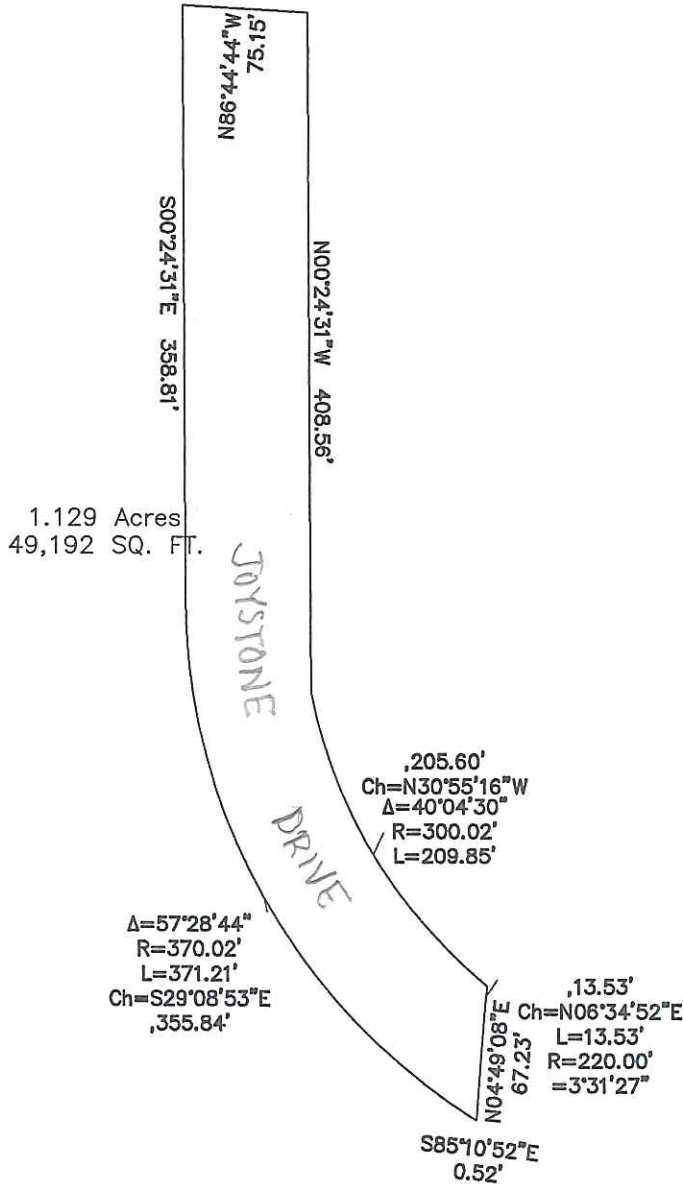 N86°44'44"W
75.15'
S00°24'31"E 358.81'
N00°24'31"W 408.56'
1.129 Acres
49,192 SQ. FT.
JOYSTONE
DRIVE
,205.60'
Ch=N30°55'16"W
Δ=40°04'30"
R=300.02'
L=209.85'
Δ=57°28'44"
R=370.02'
L=371.21'
Ch=S29°08'53"E
,355.84'
,13.53'
Ch=N06°34'52"E
L=13.53'
R=220.00'
=3°31'27"
N04°49'08"E
67.23'
S85°10'52"E
0.52'